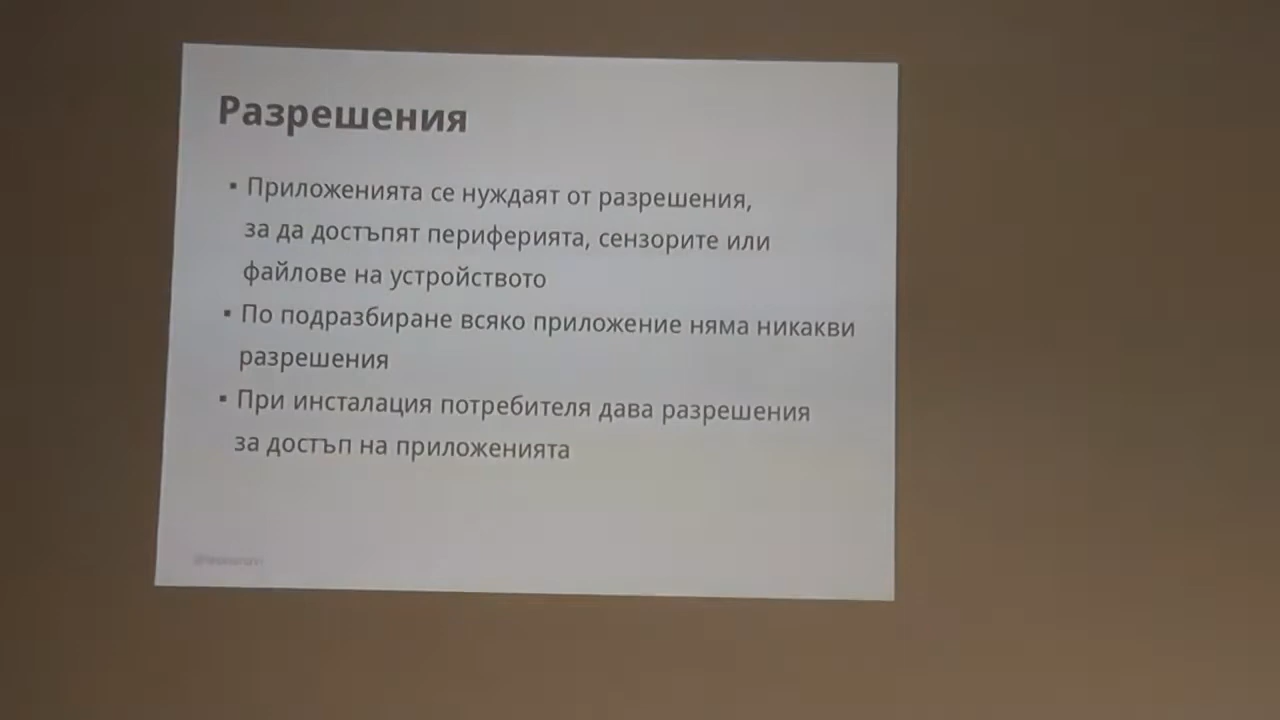 Разрешения
▪ Приложенията се нуждаят от разрешения,
за да достъпят периферията, сензорите или
файлове на устройството
▪ По подразбиране всяко приложение няма никакви
разрешения
▪ При инсталация потребителя дава разрешения
за достъп на приложенията